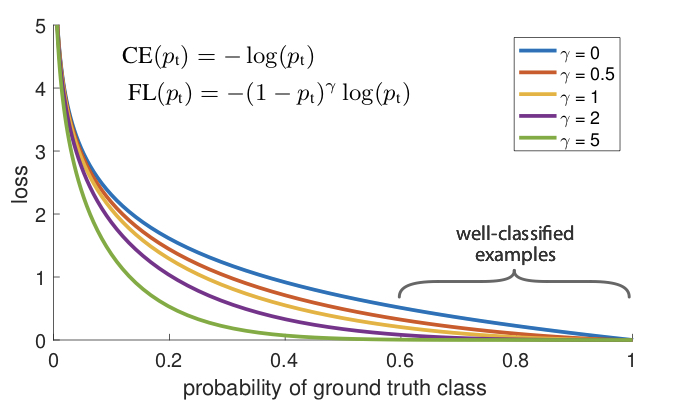 CE(pₜ) = − log(pₜ)
FL(pₜ) = −(1 − pₜ)^γ log(pₜ)
γ = 0
γ = 0.5
γ = 1
γ = 2
γ = 5
well-classified
examples
loss
5
4
3
2
1
0
0
0.2
0.4
0.6
0.8
1
probability of ground truth class